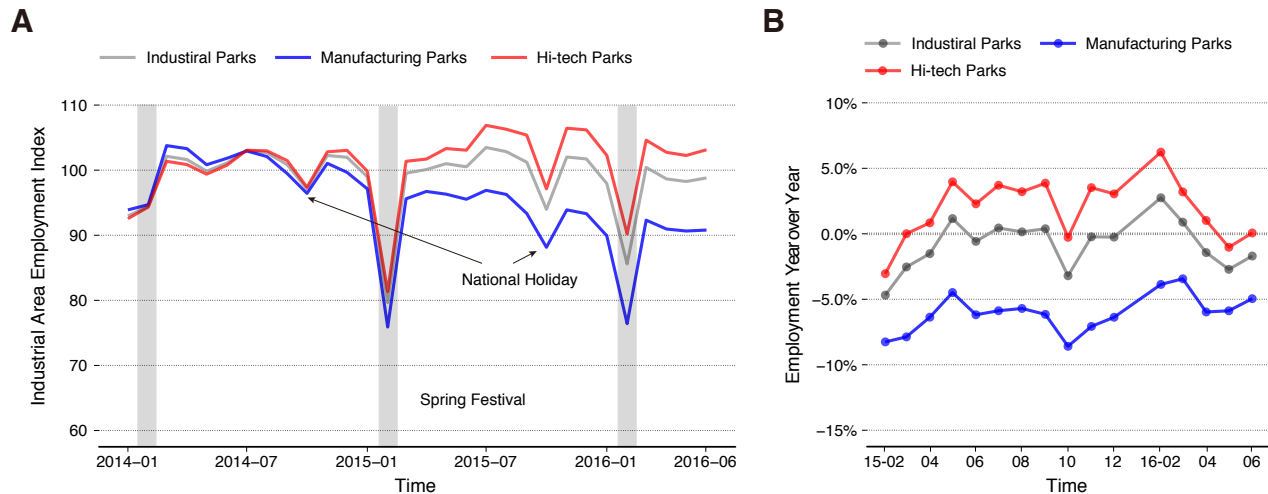 A
Industiral Parks
Manufacturing Parks
Hi-tech Parks
Industrial Area Employment Index
110
100
90
80
70
60
National Holiday
Spring Festival
2014−01
2014−07
2015−01
2015−07
2016−01
2016−06
Time
B
Industiral Parks
Manufacturing Parks
Hi-tech Parks
Employment Yearover Year
10%
5.0%
0.0%
−5.0%
−10%
−15%
15-02
04
06
08
10
12
16-02
04
06
Time